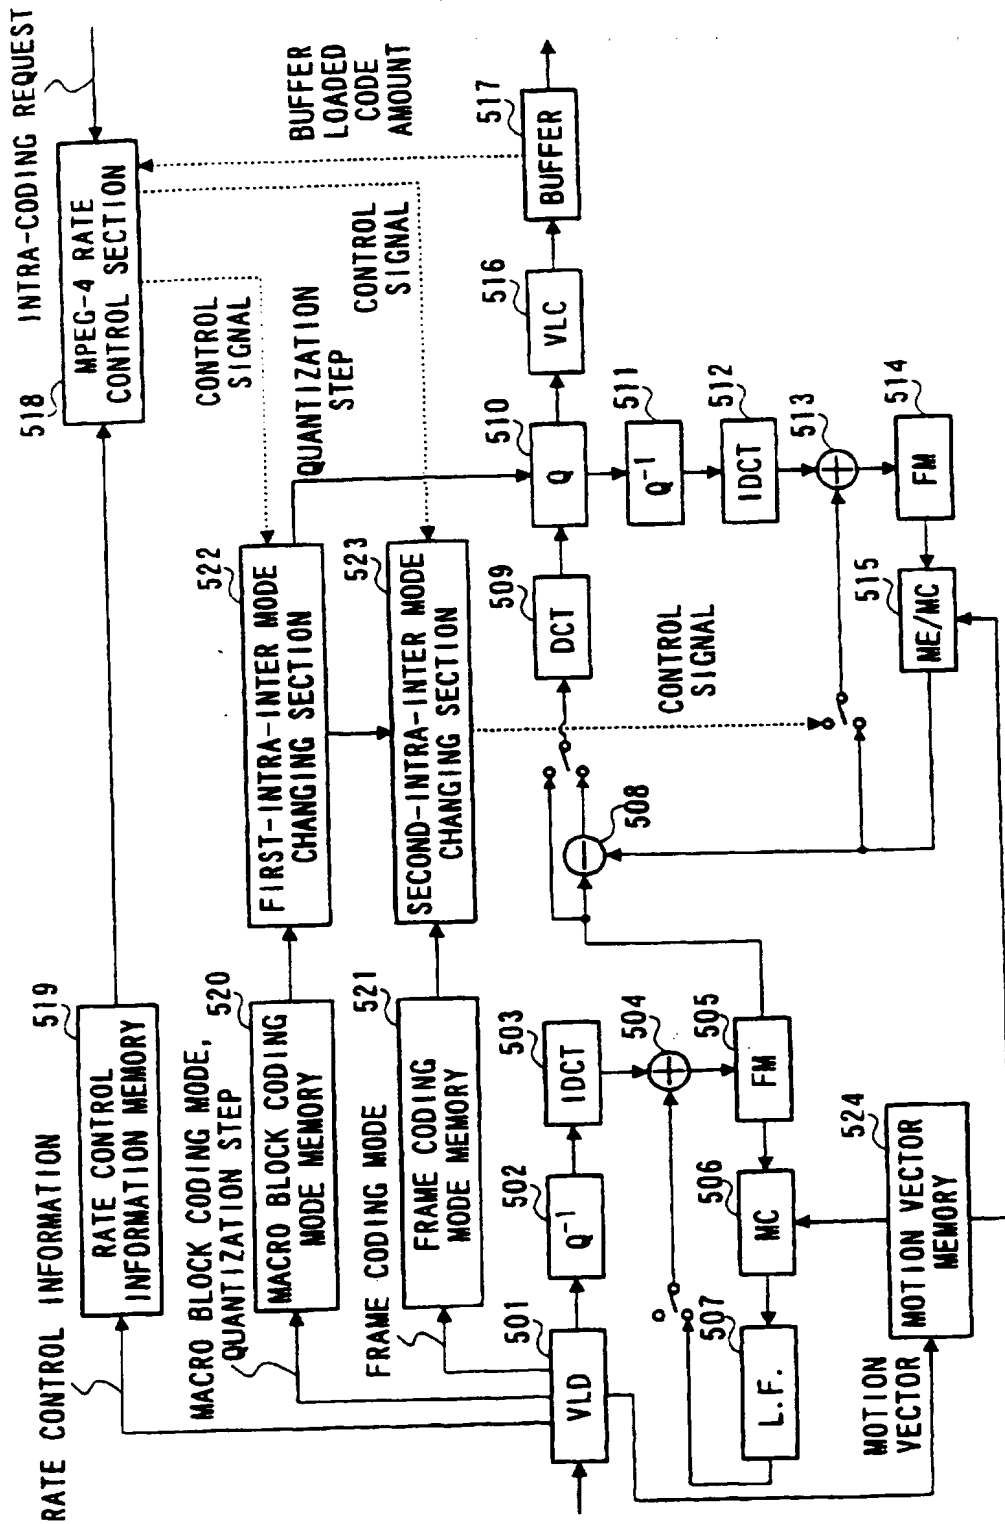 RATE CONTROL INFORMATION
519
RATE CONTROL
INFORMATION MEMORY
518
MPEG-4 RATE
CONTROL SECTION
INTRA-CODING REQUEST
MACRO BLOCK CODING MODE,
QUANTIZATION STEP
520
MACRO BLOCK CODING
MODE MEMORY
522
FIRST-INTRA-INTER MODE
CHANGING SECTION
CONTROL
SIGNAL
QUANTIZATION
STEP
BUFFER
LOADED
CODE
AMOUNT
FRAME CODING MODE
521
FRAME CODING
MODE MEMORY
523
SECOND-INTRA-INTER MODE
CHANGING SECTION
CONTROL
SIGNAL
501
VLD
502
Q-1
503
IDCT
504
505
FM
506
MC
507
L.F.
508
509
DCT
510
Q
516
VLC
517
BUFFER
511
Q-1
512
IDCT
513
514
FM
515
ME/MC
CONTROL
SIGNAL
MOTION
VECTOR
524
MOTION VECTOR
MEMORY